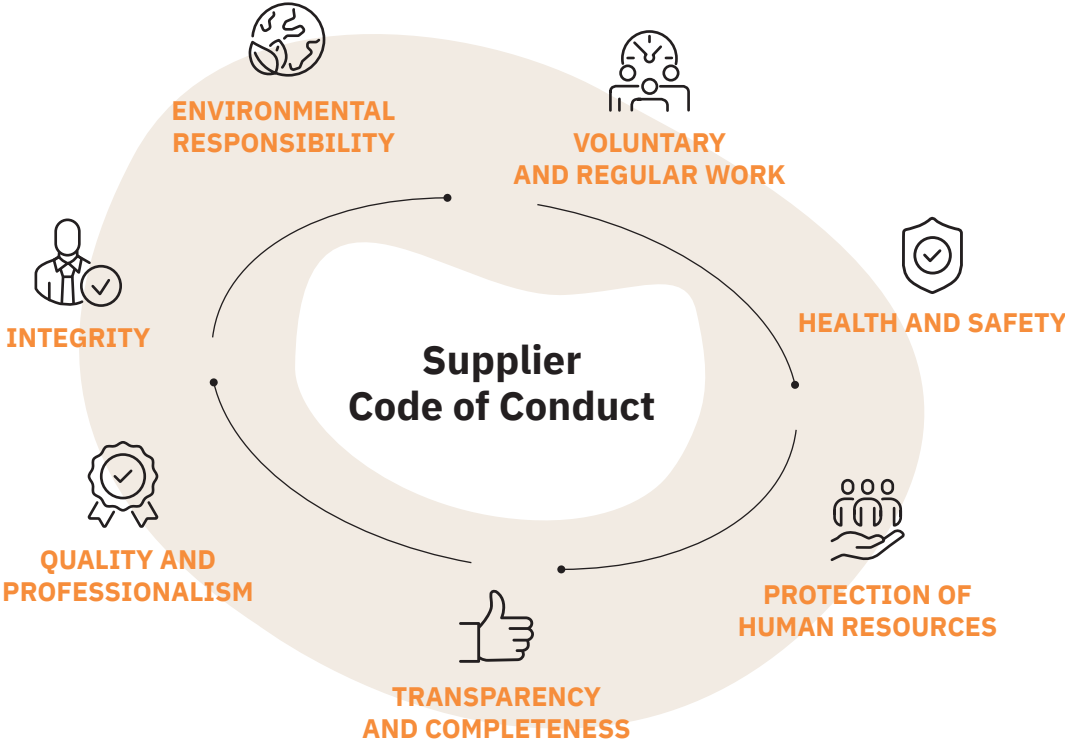 ENVIRONMENTAL
RESPONSIBILITY
VOLUNTARY
AND REGULAR WORK
HEALTH AND SAFETY
INTEGRITY
Supplier
Code of Conduct
QUALITY AND
PROFESSIONALISM
PROTECTION OF
HUMAN RESOURCES
TRANSPARENCY
AND COMPLETENESS